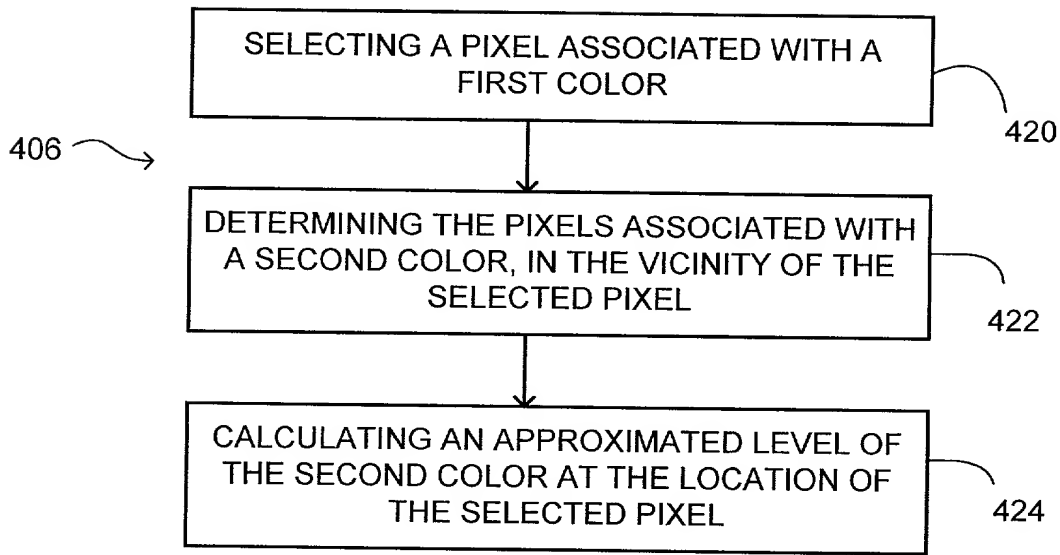 SELECTING A PIXEL ASSOCIATED WITH A
FIRST COLOR
420
406
DETERMINING THE PIXELS ASSOCIATED WITH
A SECOND COLOR, IN THE VICINITY OF THE
SELECTED PIXEL
422
CALCULATING AN APPROXIMATED LEVEL OF
THE SECOND COLOR AT THE LOCATION OF
THE SELECTED PIXEL
424